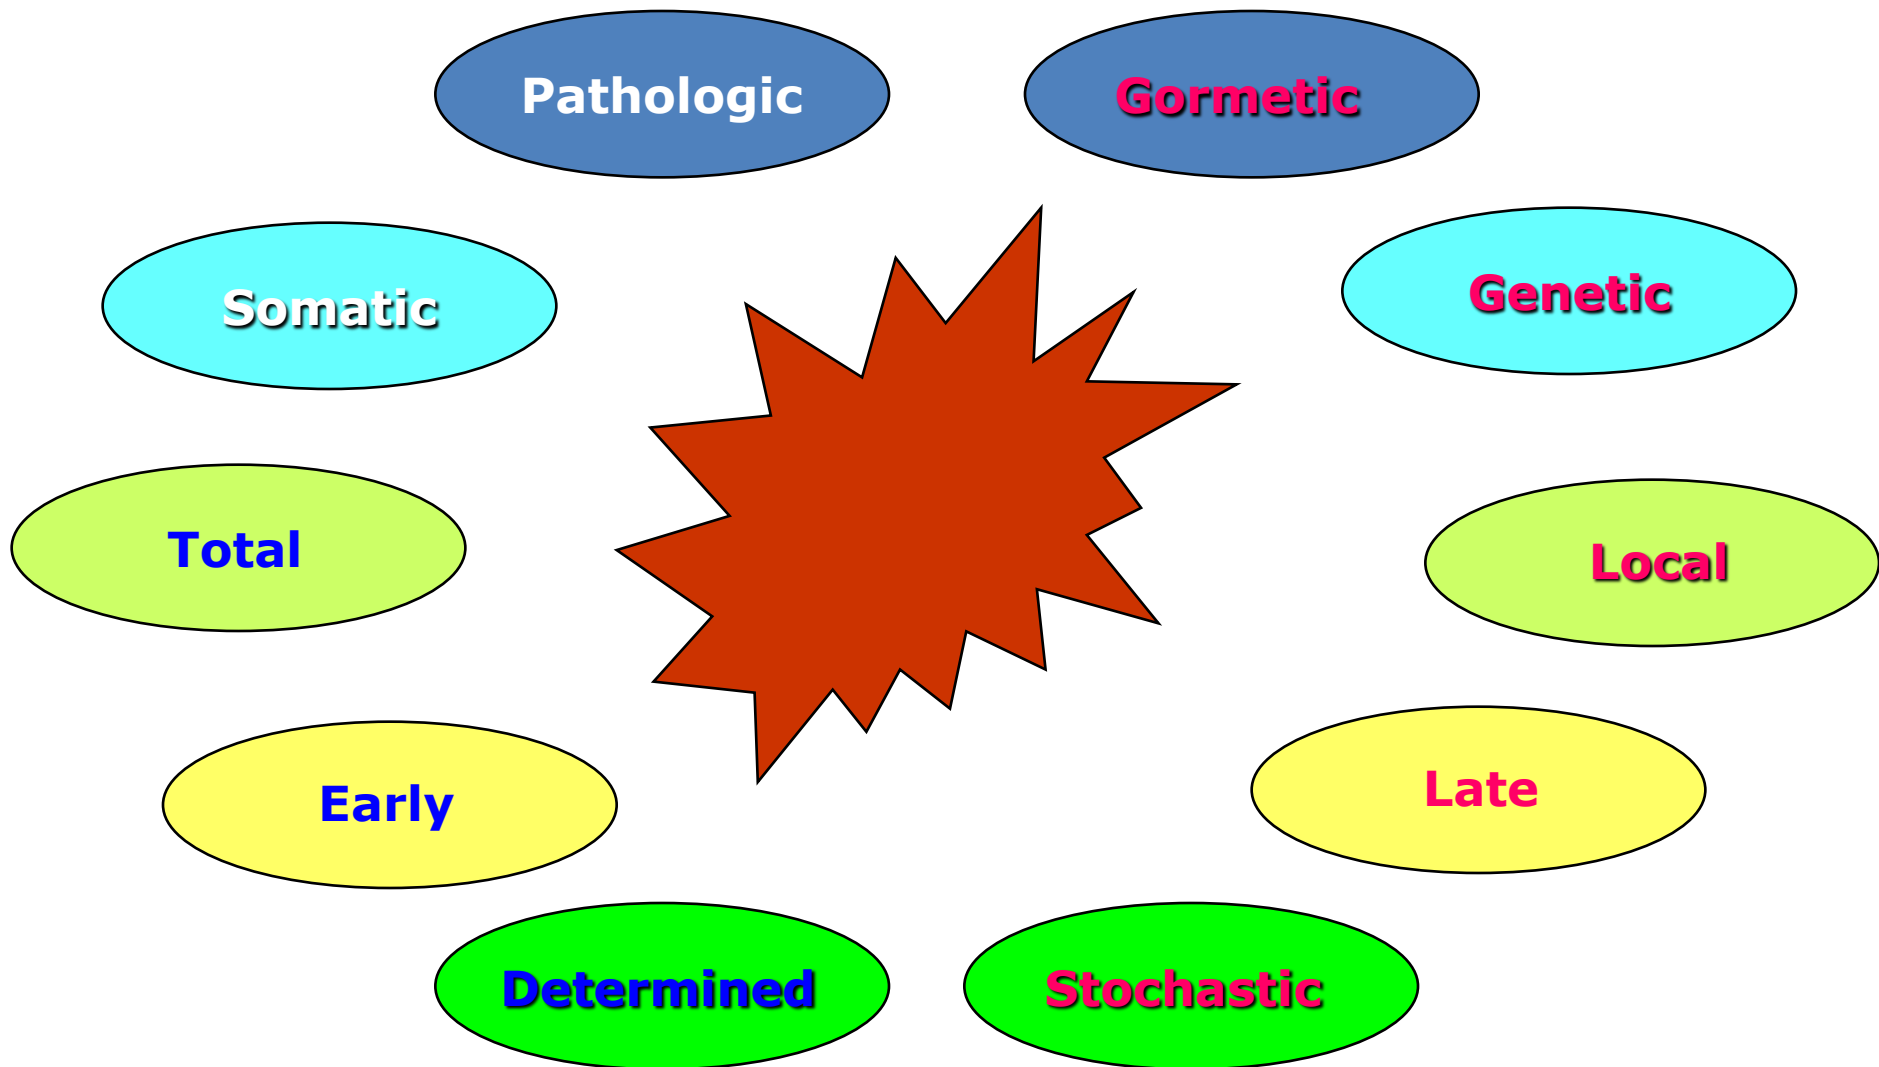 Pathologic
Gormetic
Somatic
Genetic
Total
Local
Early
Late
Determined
Stochastic